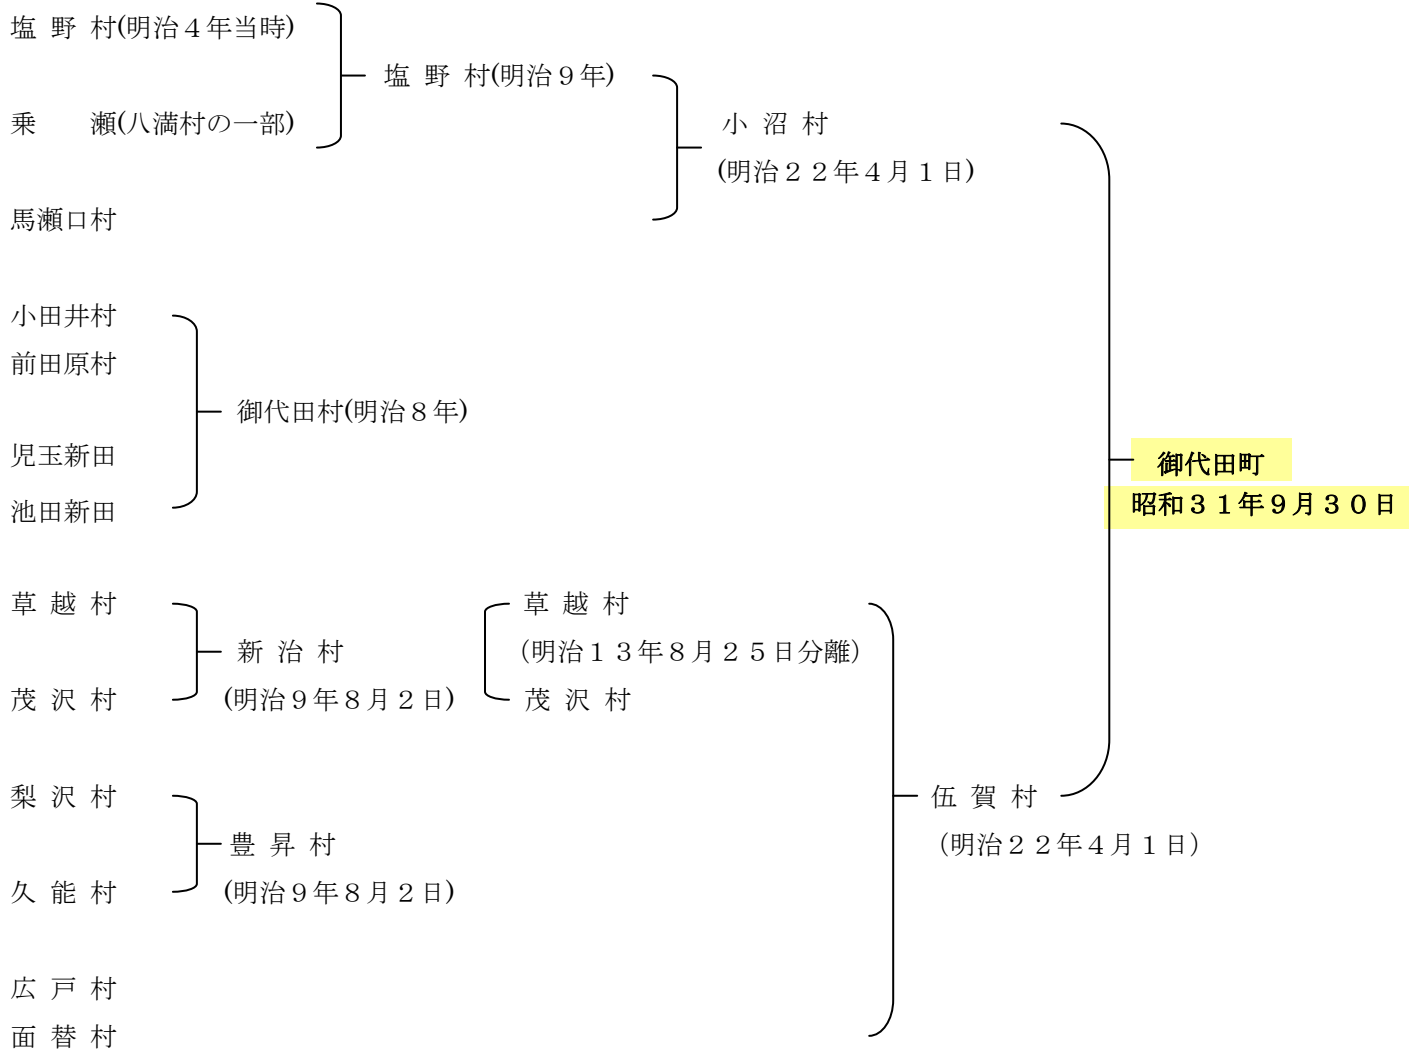 塩 野 村(明治４年当時)
塩 野 村(明治９年)
乗　　瀬(八満村の一部)
小 沼 村
(明治２２年４月１日)
馬瀬口村
小田井村
前田原村
御代田村(明治８年)
児玉新田
池田新田
御代田町
昭和３１年９月３０日
草 越 村
草 越 村
新 治 村
（明治１３年８月２５日分離）
茂 沢 村
(明治９年８月２日)
茂 沢 村
梨 沢 村
伍 賀 村
豊 昇 村
（明治２２年４月１日）
久 能 村
(明治９年８月２日)
広 戸 村
面 替 村